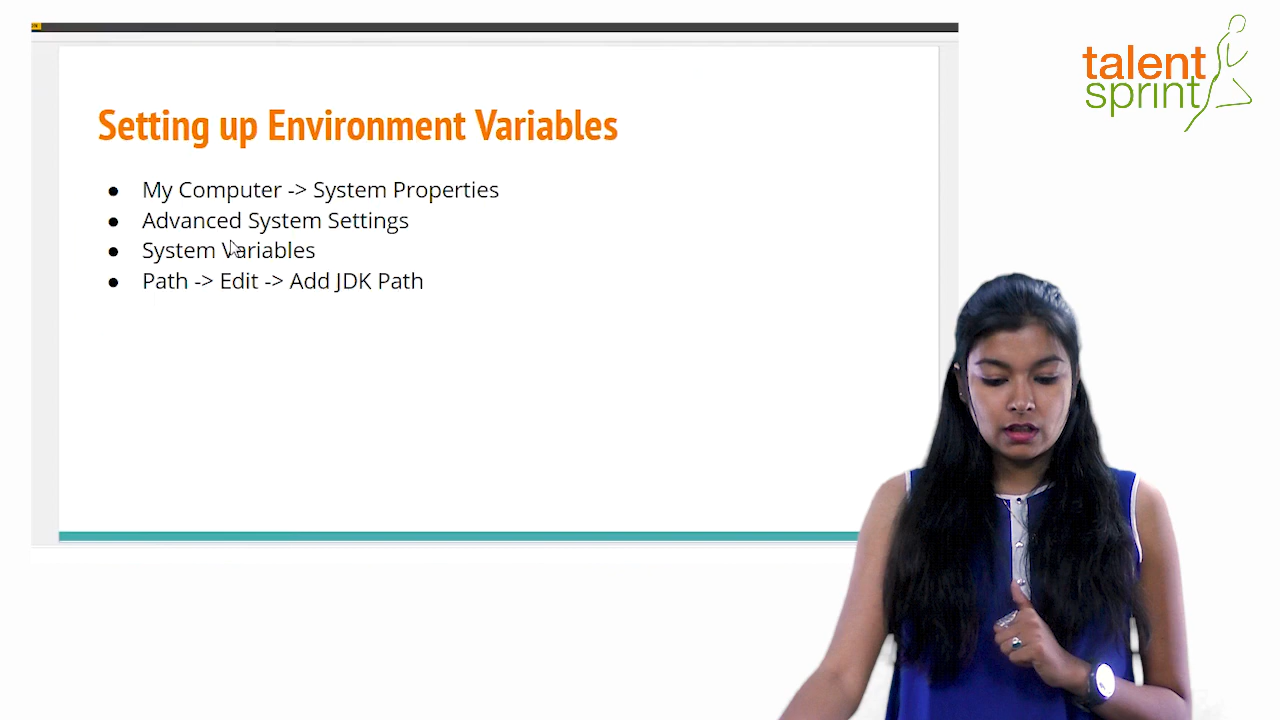 talent
sprint
Setting up Environment Variables
● My Computer -> System Properties
● Advanced System Settings
● System Variables
● Path -> Edit -> Add JDK Path